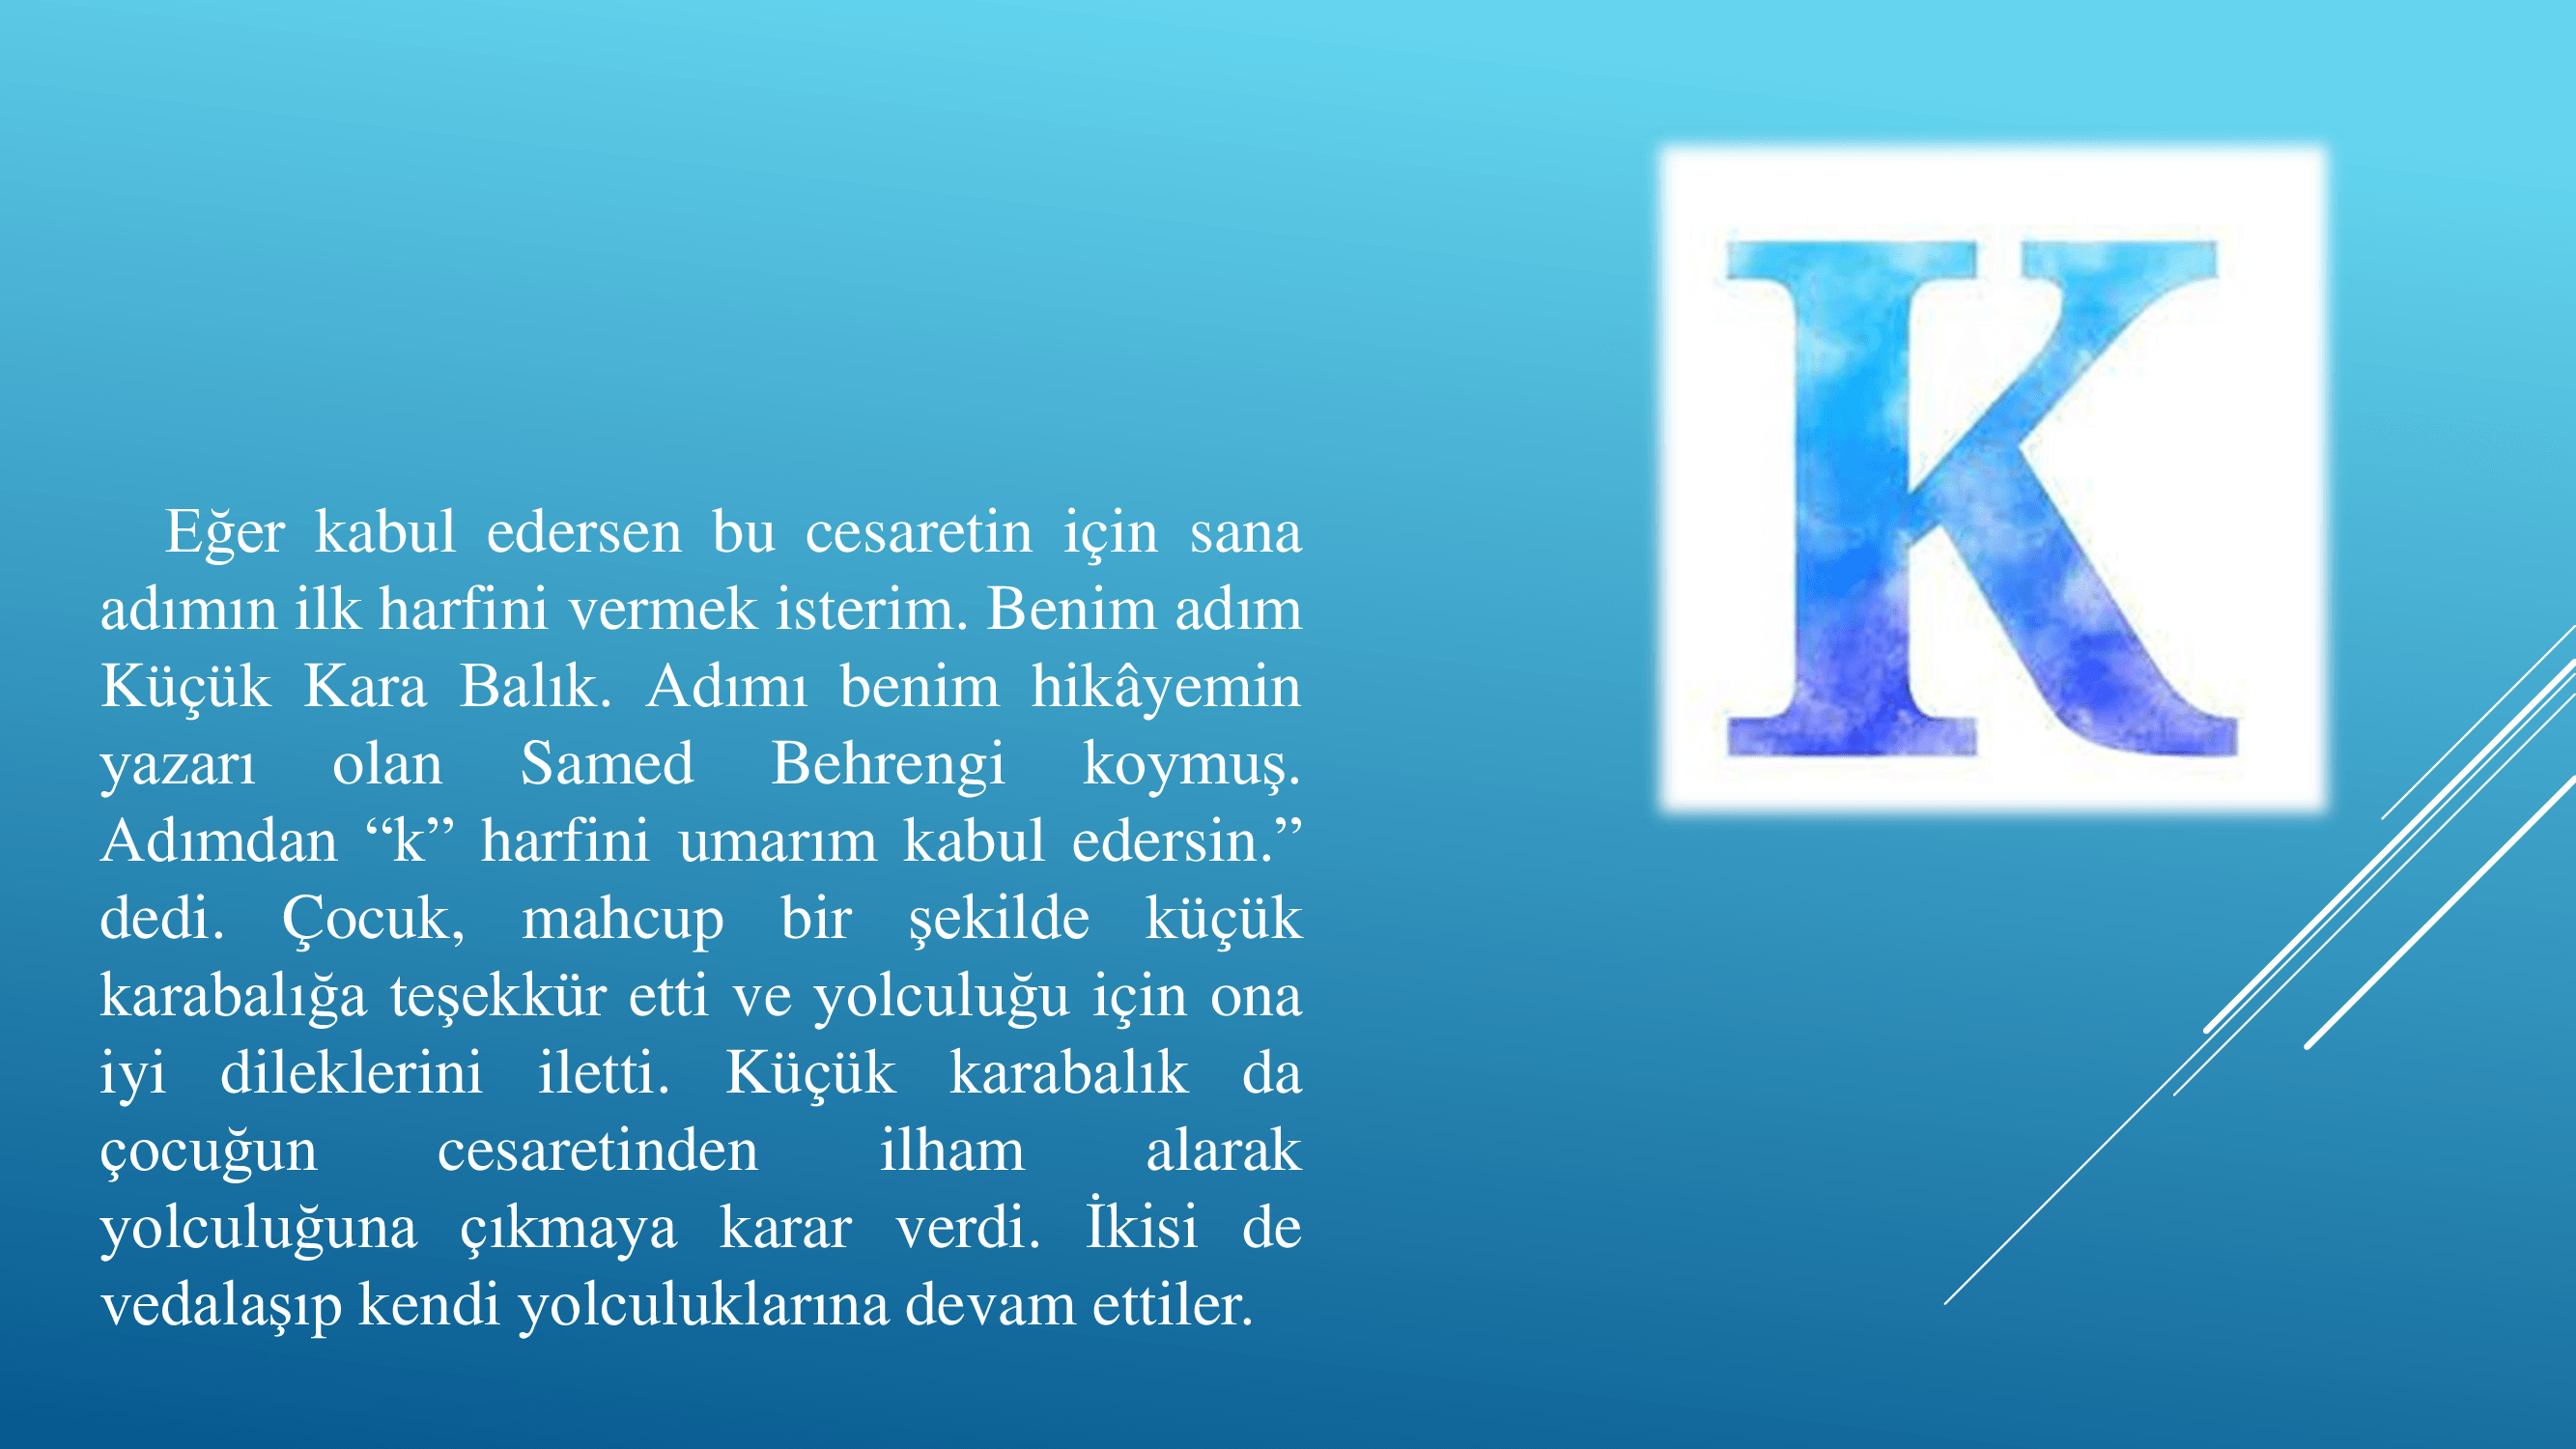 Eğer kabul edersen bu cesaretin için sana
adımın ilk harfini vermek isterim. Benim adım
Küçük Kara Balık. Adımı benim hikâyemin
yazarı olan Samed Behrengi koymuş.
Adımdan “k” harfini umarım kabul edersin.”
dedi. Çocuk, mahcup bir şekilde küçük
karabalığa teşekkür etti ve yolculuğu için ona
iyi dileklerini iletti. Küçük karabalık da
çocuğun cesaretinden ilham alarak
yolculuğuna çıkmaya karar verdi. İkisi de
vedalaşıp kendi yolculuklarına devam ettiler.
K